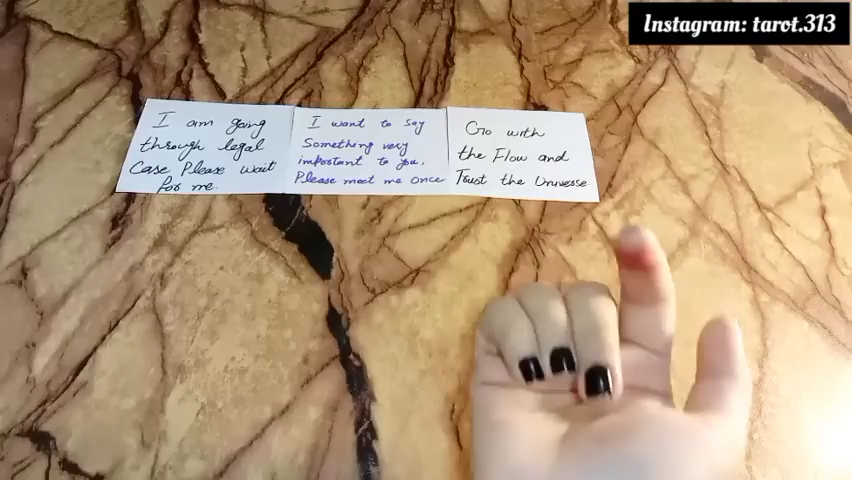 Instagram: tarot.313
I am going
through legal
Case Please wait
for me.
I want to say
Something very
important to you.
Please meet me once
Go with
the Flow and
Trust the Universe.